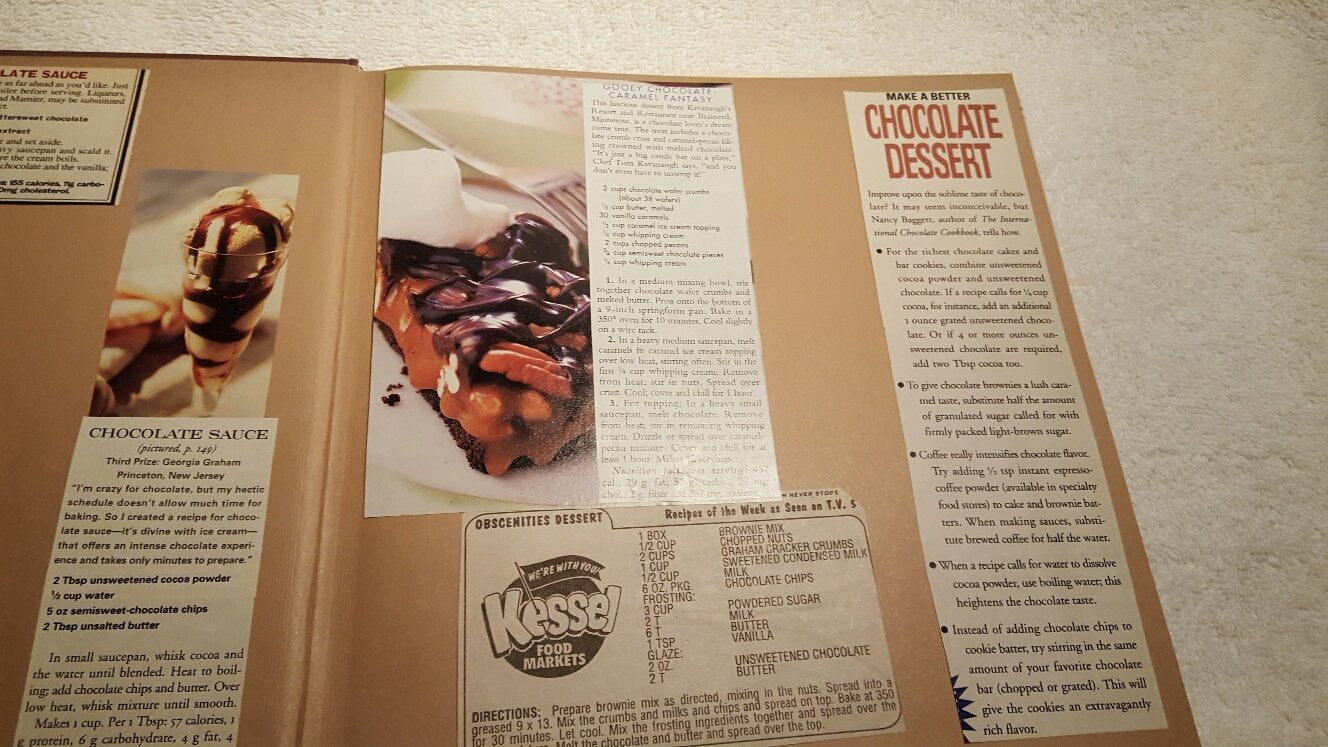 LATE SAUCE
e as far ahead as you'd like. Just
oiler before serving. Liqueurs,
d Marnier, may be substituted
ttersweet chocolate
extract
e and set aside.
avy saucepan and scald it.
re the cream boils.
chocolate and the vanilla;
s: 155 calories, 11g carbo-
0mg cholesterol.
CHOCOLATE SAUCE
(pictured, p. 149)
Third Prize: Georgia Graham
Princeton, New Jersey
"I'm crazy for chocolate, but my hectic
schedule doesn't allow much time for
baking. So I created a recipe for choco-
late sauce—it's divine with ice cream—
that offers an intense chocolate experi-
ence and takes only minutes to prepare."
2 Tbsp unsweetened cocoa powder
½ cup water
5 oz semisweet-chocolate chips
2 Tbsp unsalted butter
In small saucepan, whisk cocoa and
the water until blended. Heat to boil-
ing; add chocolate chips and butter. Over
low heat, whisk mixture until smooth.
Makes 1 cup. Per 1 Tbsp: 57 calories, 1
g protein, 6 g carbohydrate, 4 g fat, 4
GOOEY CHOCOLATE-
CARAMEL FANTASY
This luscious dessert from Kavanaugh's
Resort and Restaurant near Brainerd,
Minnesota, is a chocolate lover's dream
come true. The treat includes a choco-
late crumb crust and caramel-pecan fill-
ing crowned with melted chocolate.
"It's just a big candy bar on a plate,"
Chef Tom Kavanaugh says, "and you
don't even have to unwrap it!"
2 cups chocolate wafer crumbs
(about 38 wafers)
⅓ cup butter, melted
30 vanilla caramels
½ cup caramel ice cream topping
¼ cup whipping cream
2 cups chopped pecans
¾ cup semisweet chocolate pieces
¼ cup whipping cream
1. In a medium mixing bowl, stir
together chocolate wafer crumbs and
melted butter. Press onto the bottom of
a 9-inch springform pan. Bake in a
350° oven for 10 minutes. Cool slightly
on a wire rack.
2. In a heavy medium saucepan, melt
caramels in caramel ice cream topping
over low heat, stirring often. Stir in the
first ¼ cup whipping cream. Remove
from heat; stir in nuts. Spread over
crust. Cool; cover and chill for 1 hour.
3. For topping: In a heavy small
saucepan, melt chocolate. Remove
from heat; stir in remaining whipping
cream. Drizzle or spread over caramel-
pecan mixture. Cover and chill for at
least 1 hour. Makes servings.
Nutrition facts per serving: 457
cal., 29 g. fat, 51 g. carbo., 27 mg
chol., 2 g. fiber and 257 mg. sodium.
H NEVER STOPS
OBSCENITIES DESSERT
Recipes of the Week as Seen on T.V. 5
WE'RE WITH YOU!
Kessel
FOOD
MARKETS
1 BOX BROWNIE MIX
1/2 CUP CHOPPED NUTS
2 CUPS GRAHAM CRACKER CRUMBS
1 CUP SWEETENED CONDENSED MILK
1/2 CUP MILK
6 OZ. PKG. CHOCOLATE CHIPS
FROSTING:
3 CUP POWDERED SUGAR
2 T MILK
6 T BUTTER
1 TSP VANILLA
GLAZE:
2 OZ. UNSWEETENED CHOCOLATE
2 T BUTTER
DIRECTIONS: Prepare brownie mix as directed, mixing in the nuts. Spread into a
greased 9 x 13. Mix the crumbs and milks and chips and spread on top. Bake at 350
for 30 minutes. Let cool. Mix the frosting ingredients together and spread over the
Melt the chocolate and butter and spread over the top.
MAKE A BETTER
CHOCOLATE
DESSERT
Improve upon the sublime taste of choco-
late? It may seem inconceivable, but
Nancy Baggett, author of The Interna-
tional Chocolate Cookbook, tells how.
• For the richest chocolate cakes and
bar cookies, combine unsweetened
cocoa powder and unsweetened
chocolate. If a recipe calls for ¼ cup
cocoa, for instance, add an additional
1 ounce grated unsweetened choco-
late. Or if 4 or more ounces un-
sweetened chocolate are required,
add two Tbsp cocoa too.
• To give chocolate brownies a lush cara-
mel taste, substitute half the amount
of granulated sugar called for with
firmly packed light-brown sugar.
• Coffee really intensifies chocolate flavor.
Try adding ½ tsp instant espresso-
coffee powder (available in specialty
food stores) to cake and brownie bat-
ters. When making sauces, substi-
tute brewed coffee for half the water.
• When a recipe calls for water to dissolve
cocoa powder, use boiling water; this
heightens the chocolate taste.
• Instead of adding chocolate chips to
cookie batter, try stirring in the same
amount of your favorite chocolate
bar (chopped or grated). This will
give the cookies an extravagantly
rich flavor.